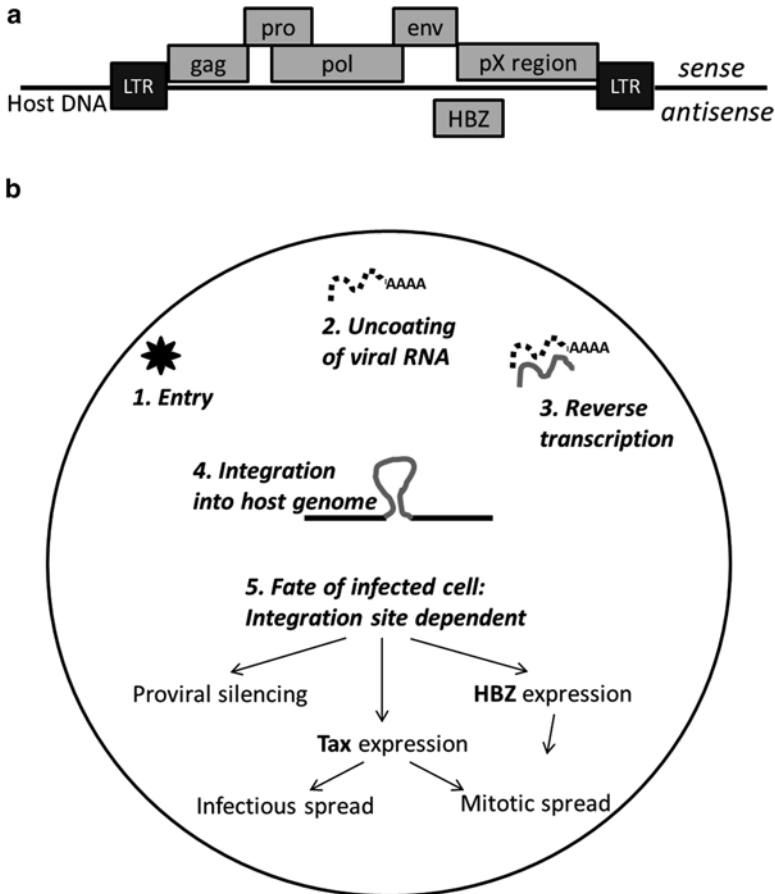 a
pro
env
gag
pol
pX region
LTR
LTR
sense
Host DNA
antisense
HBZ
b
AAAA
2. Uncoating
of viral RNA
AAAA
1. Entry
3. Reverse
transcription
4. Integration
into host genome
5. Fate of infected cell:
Integration site dependent
Proviral silencing
HBZ expression
Tax expression
Infectious spread
Mitotic spread